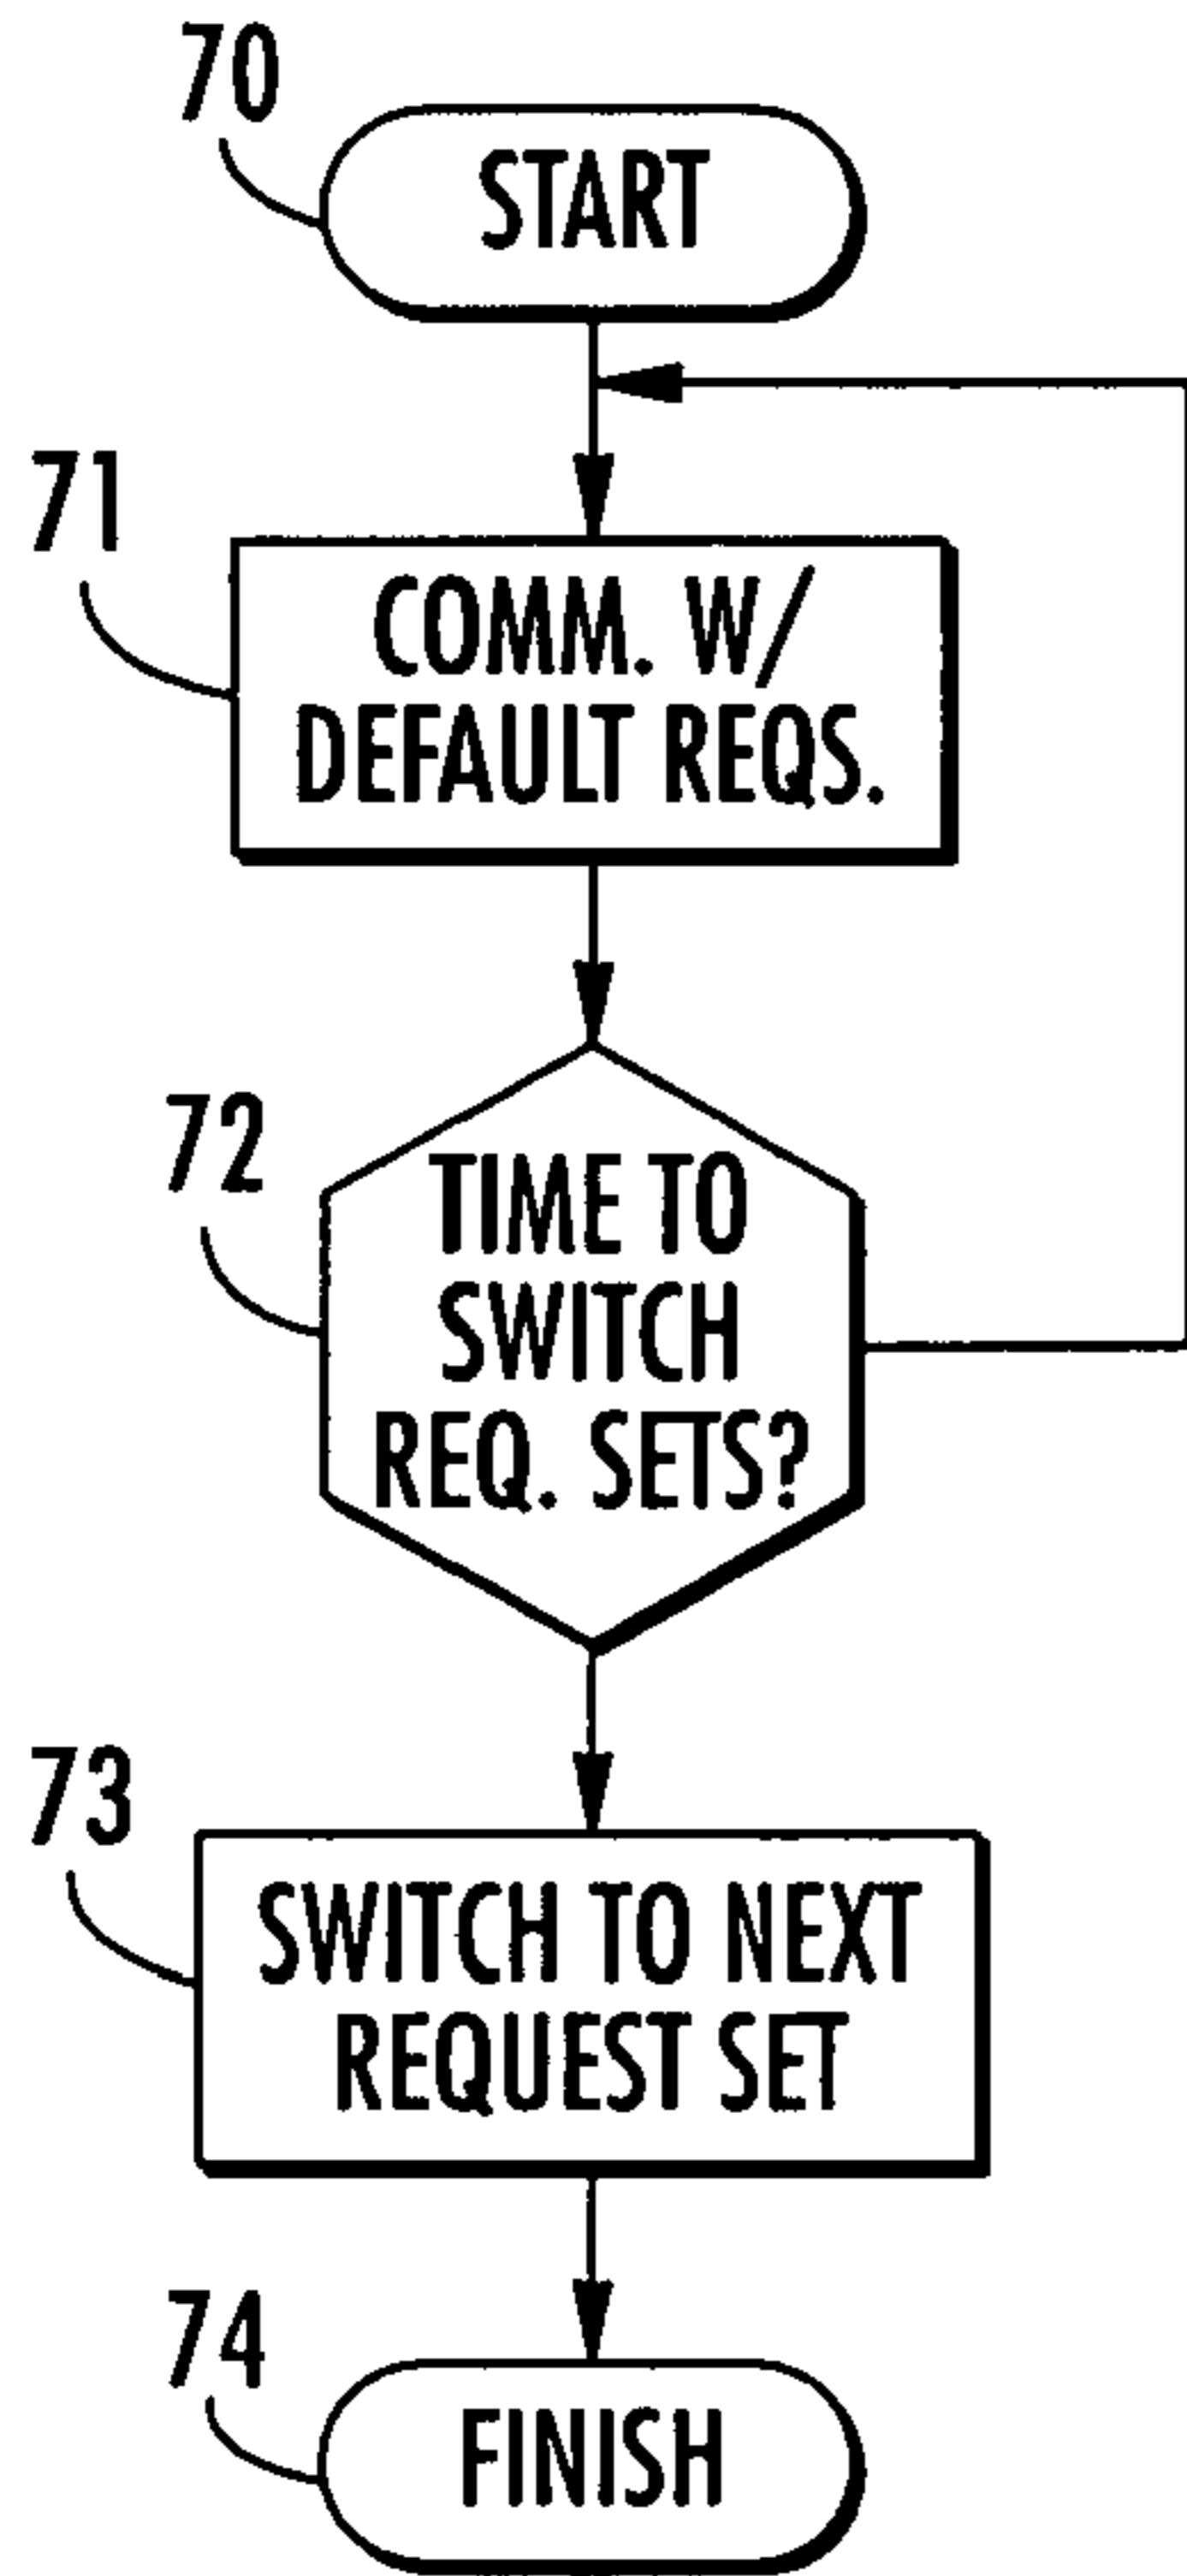 70
START
71
COMM. W/
DEFAULT REQS.
72
TIME TO
SWITCH
REQ. SETS?
73
SWITCH TO NEXT
REQUEST SET
74
FINISH